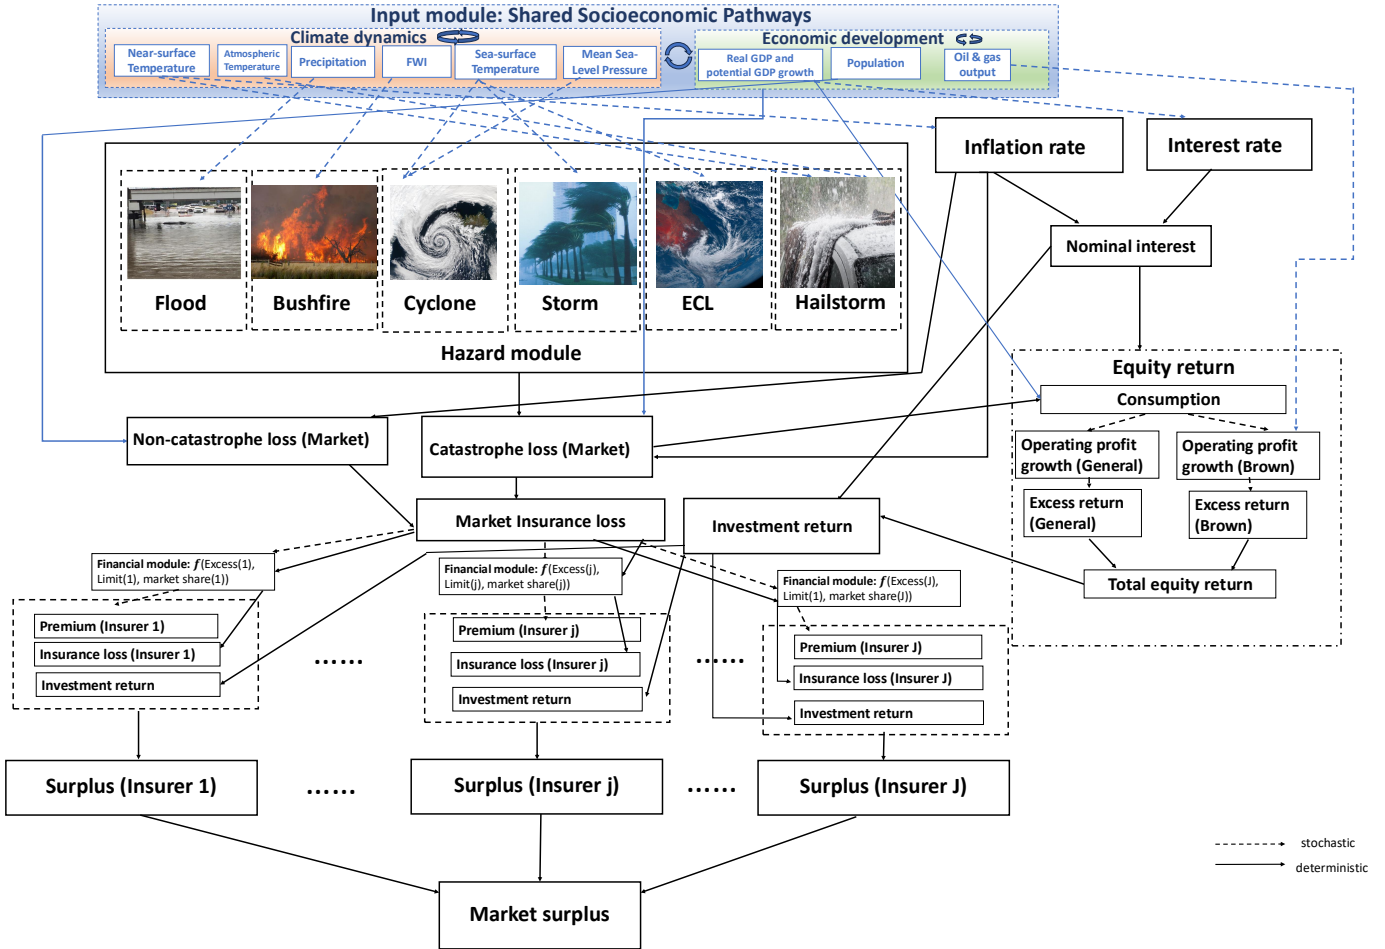 Input module: Shared Socioeconomic Pathways
Climate dynamics
Economic development
Near-surface
Temperature
Atmospheric
Temperature
Precipitation
FWI
Sea-surface
Temperature
Mean Sea-
Level Pressure
Real GDP and
potential GDP growth
Population
Oil & gas
output
Inflation rate
Interest rate
Nominal interest
Flood
Bushfire
Cyclone
Storm
ECL
Hailstorm
Hazard module
Equity return
Consumption
Operating profit
growth (General)
Operating profit
growth (Brown)
Excess return
(General)
Excess return
(Brown)
Total equity return
Non-catastrophe loss (Market)
Catastrophe loss (Market)
Market Insurance loss
Investment return
Financial module: f(Excess(1),
Limit(1), market share(1))
Financial module: f(Excess(j),
Limit(j), market share(j))
Financial module: f(Excess(J),
Limit(1), market share(J))
Premium (Insurer 1)
Insurance loss (Insurer 1)
Investment return
......
Premium (Insurer j)
Insurance loss (Insurer j)
Investment return
......
Premium (Insurer J)
Insurance loss (Insurer J)
Investment return
Surplus (Insurer 1)
......
Surplus (Insurer j)
......
Surplus (Insurer J)
Market surplus
stochastic
deterministic